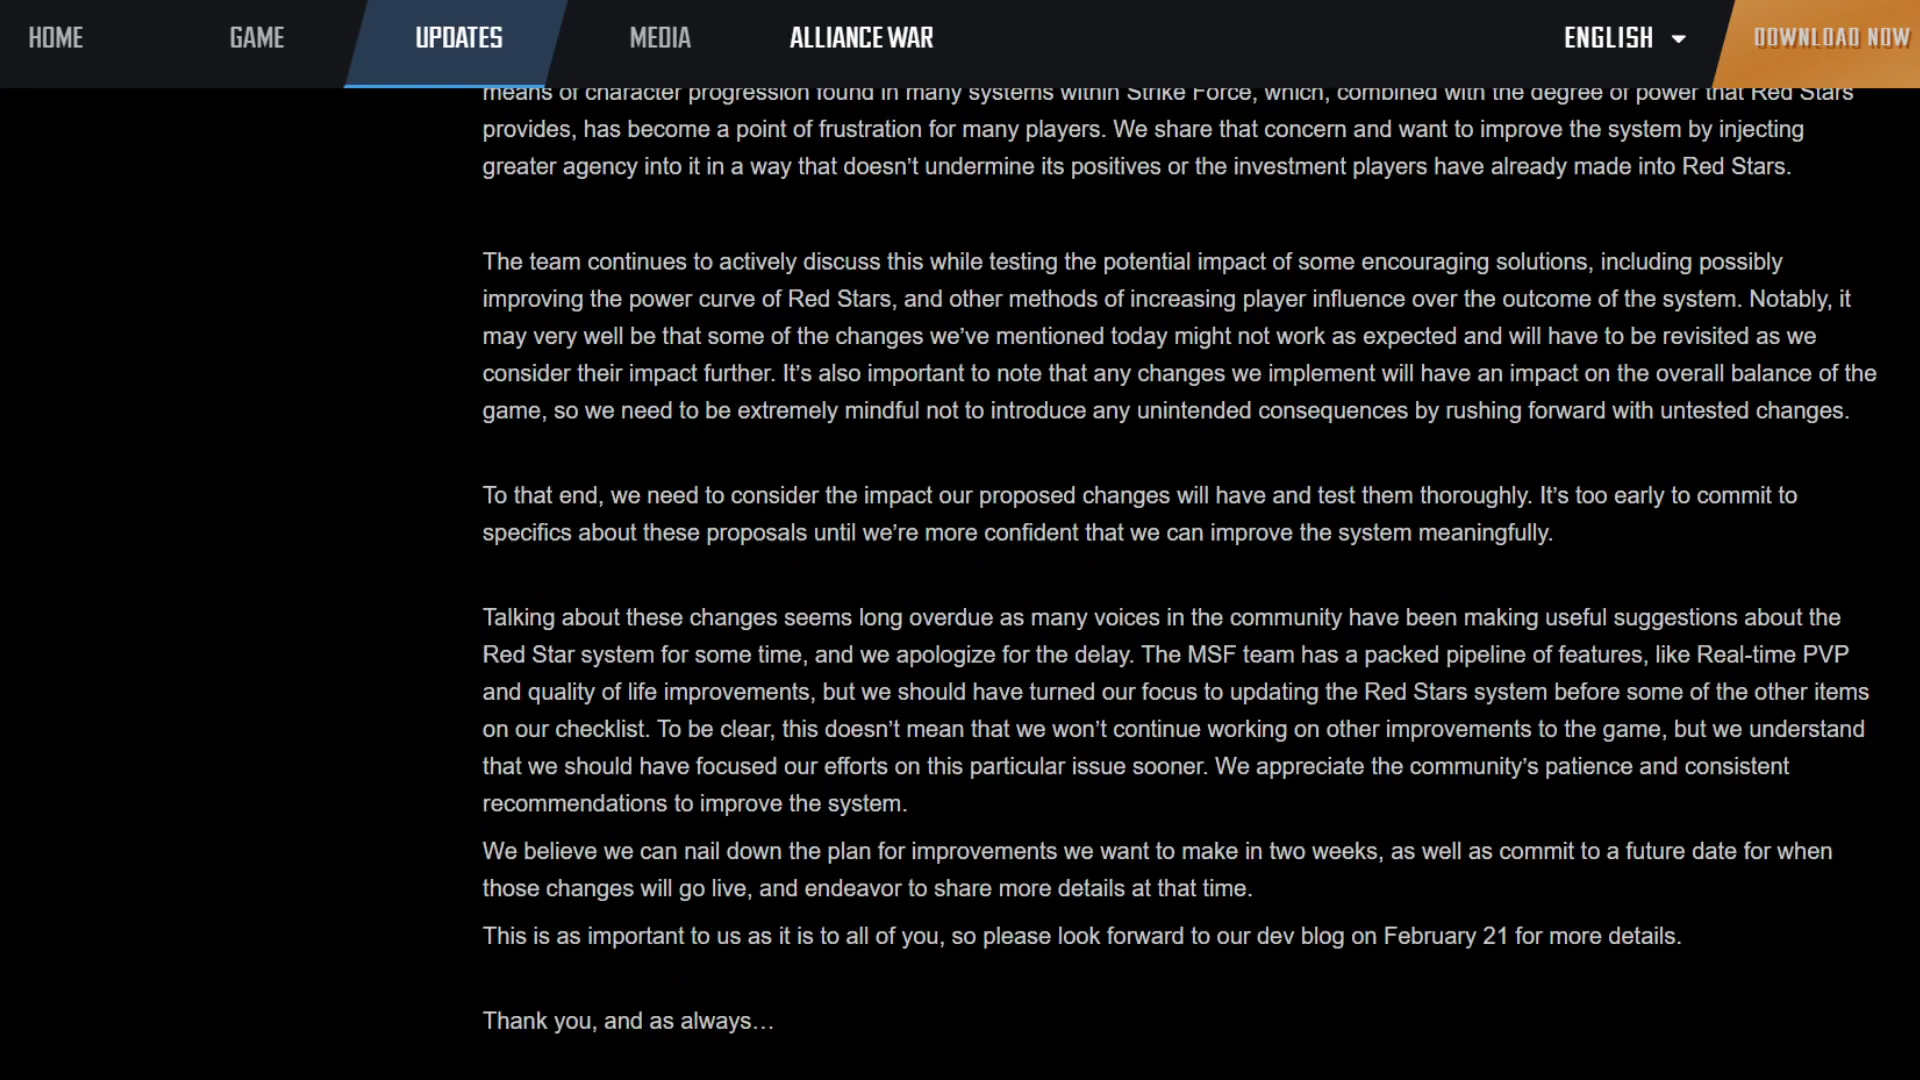 HOME GAME UPDATES MEDIA ALLIANCE WAR ENGLISH DOWNLOAD NOW
means of character progression found in many systems within Strike Force, which, combined with the degree of power that Red Stars
provides, has become a point of frustration for many players. We share that concern and want to improve the system by injecting
greater agency into it in a way that doesn’t undermine its positives or the investment players have already made into Red Stars.
The team continues to actively discuss this while testing the potential impact of some encouraging solutions, including possibly
improving the power curve of Red Stars, and other methods of increasing player influence over the outcome of the system. Notably, it
may very well be that some of the changes we’ve mentioned today might not work as expected and will have to be revisited as we
consider their impact further. It’s also important to note that any changes we implement will have an impact on the overall balance of the
game, so we need to be extremely mindful not to introduce any unintended consequences by rushing forward with untested changes.
To that end, we need to consider the impact our proposed changes will have and test them thoroughly. It’s too early to commit to
specifics about these proposals until we’re more confident that we can improve the system meaningfully.
Talking about these changes seems long overdue as many voices in the community have been making useful suggestions about the
Red Star system for some time, and we apologize for the delay. The MSF team has a packed pipeline of features, like Real-time PVP
and quality of life improvements, but we should have turned our focus to updating the Red Stars system before some of the other items
on our checklist. To be clear, this doesn’t mean that we won’t continue working on other improvements to the game, but we understand
that we should have focused our efforts on this particular issue sooner. We appreciate the community’s patience and consistent
recommendations to improve the system.
We believe we can nail down the plan for improvements we want to make in two weeks, as well as commit to a future date for when
those changes will go live, and endeavor to share more details at that time.
This is as important to us as it is to all of you, so please look forward to our dev blog on February 21 for more details.
Thank you, and as always…